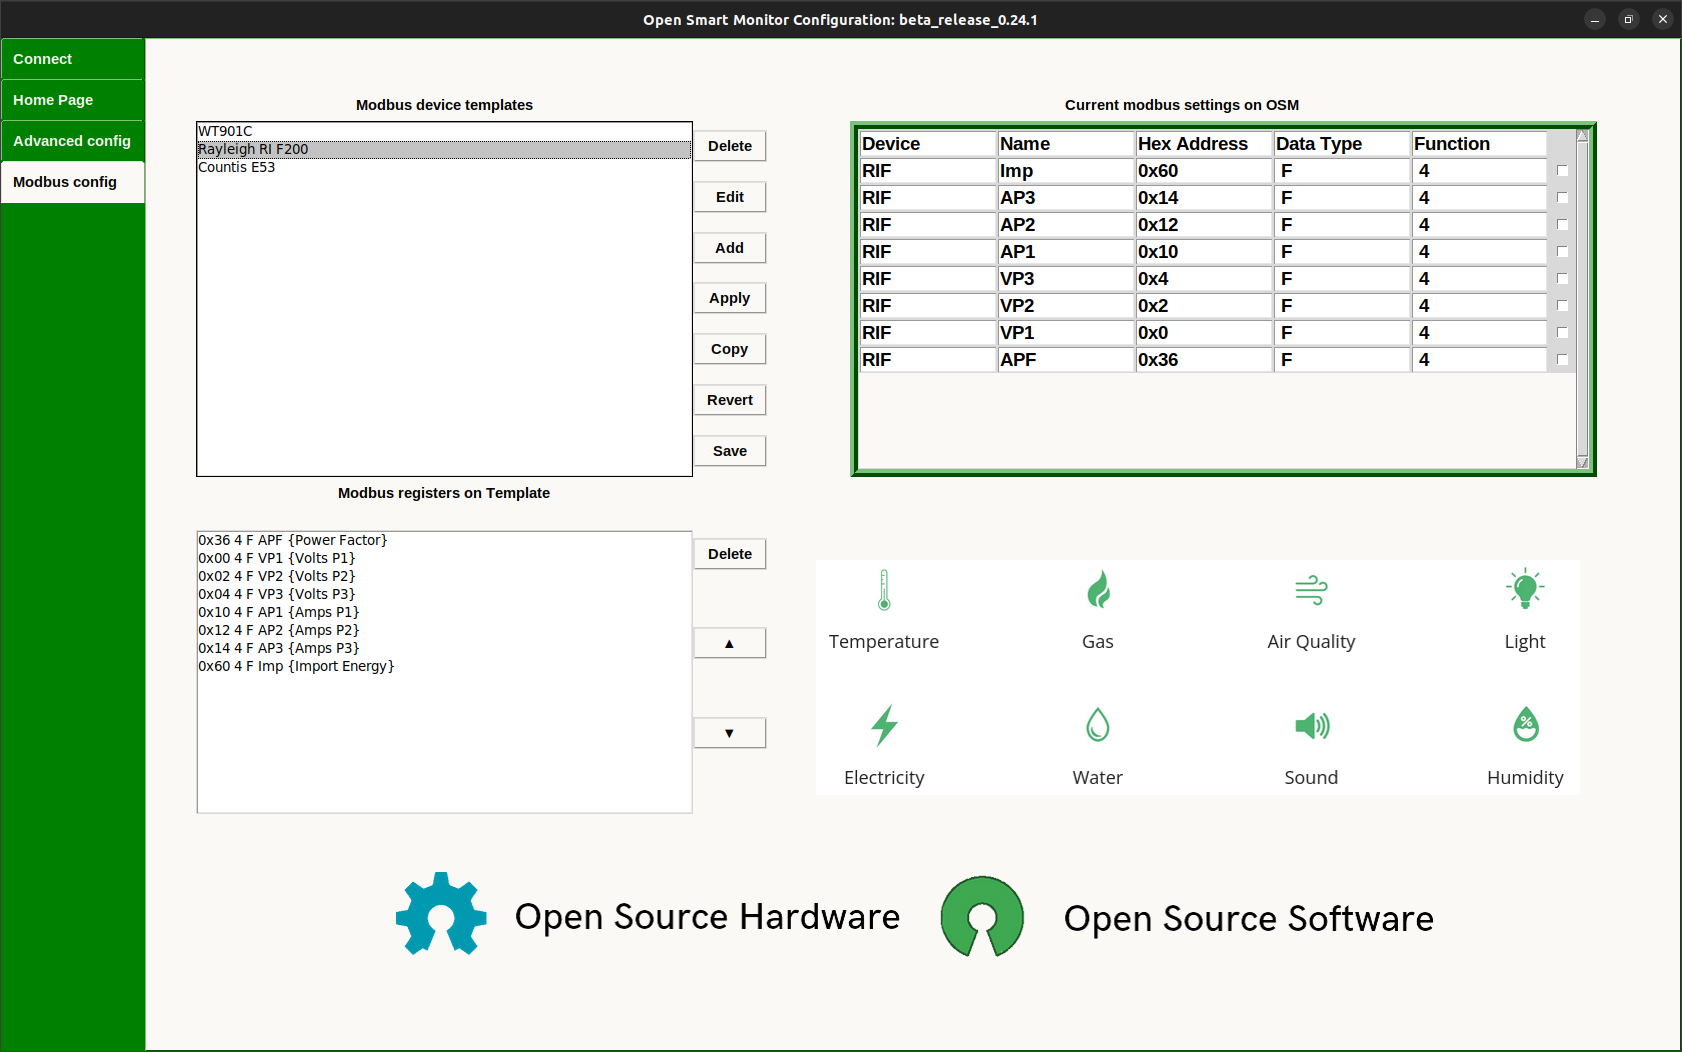 Open Smart Monitor Configuration: beta_release_0.24.1
Connect
Home Page
Advanced config
Modbus config
Modbus device templates
WT901C
Rayleigh RI F200
Countis E53
Delete
Edit
Add
Apply
Copy
Revert
Save
Current modbus settings on OSM
Device Name Hex Address Data Type Function
RIF Imp 0x60 F 4
RIF AP3 0x14 F 4
RIF AP2 0x12 F 4
RIF AP1 0x10 F 4
RIF VP3 0x4 F 4
RIF VP2 0x2 F 4
RIF VP1 0x0 F 4
RIF APF 0x36 F 4
Modbus registers on Template
0x36 4 F APF {Power Factor}
0x00 4 F VP1 {Volts P1}
0x02 4 F VP2 {Volts P2}
0x04 4 F VP3 {Volts P3}
0x10 4 F AP1 {Amps P1}
0x12 4 F AP2 {Amps P2}
0x14 4 F AP3 {Amps P3}
0x60 4 F Imp {Import Energy}
Delete
▲
▼
Temperature Gas Air Quality Light
%
Electricity Water Sound Humidity
Open Source Hardware
Open Source Software